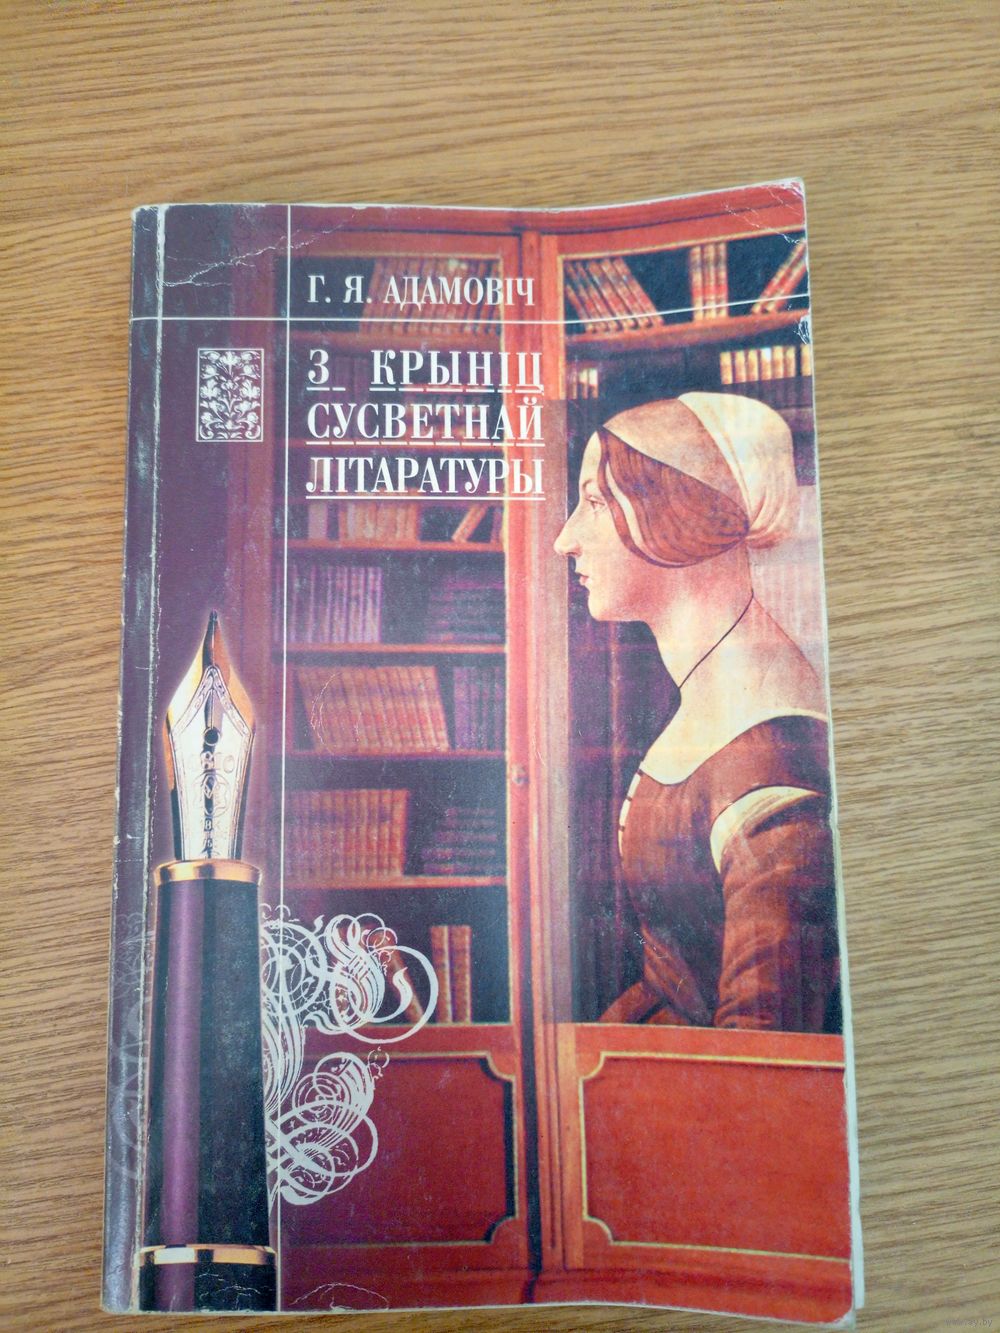 Г. Я. АДАМОВІЧ
З КРЫНІЦ
СУСВЕТНАЙ
ЛІТАРАТУРЫ